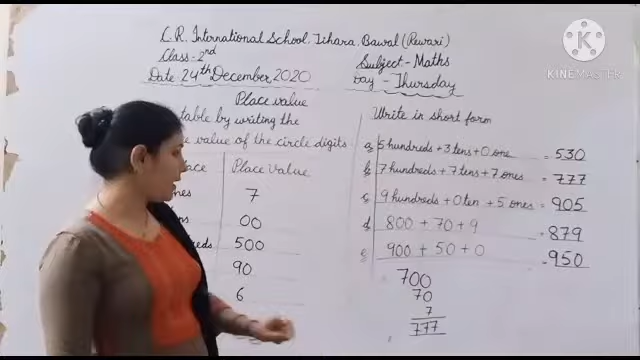 C.R. International School, Tihara, Bawal (Rewari)
Class - 2nd
Subject - Maths
Date 24th December 2020
Day - Thursday
KINEMASTER
Place value
table by writing the
value of the circle digits
Place Value
7
00
500
90
6
Write in short form
a) 5 hundreds + 3 tens + 0 one = 530
b) 7 hundreds + 7 tens + 7 ones = 777
c) 9 hundreds + 0 ten + 5 ones = 905
d) 800 + 70 + 9 = 879
900 + 50 + 0 = 950
700
70
7
777